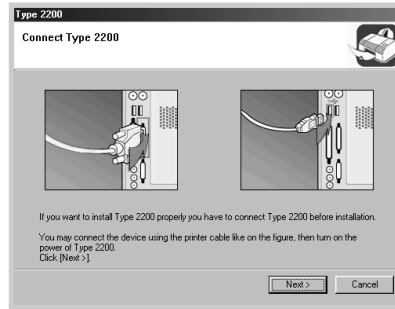 Type 2200
Connect Type 2200
If you want to install Type 2200 properly you have to connect Type 2200 before installation.
You may connect the device using the printer cable like on the figure, then turn on the
power of Type 2200.
Click [Next >].
Next >
Cancel